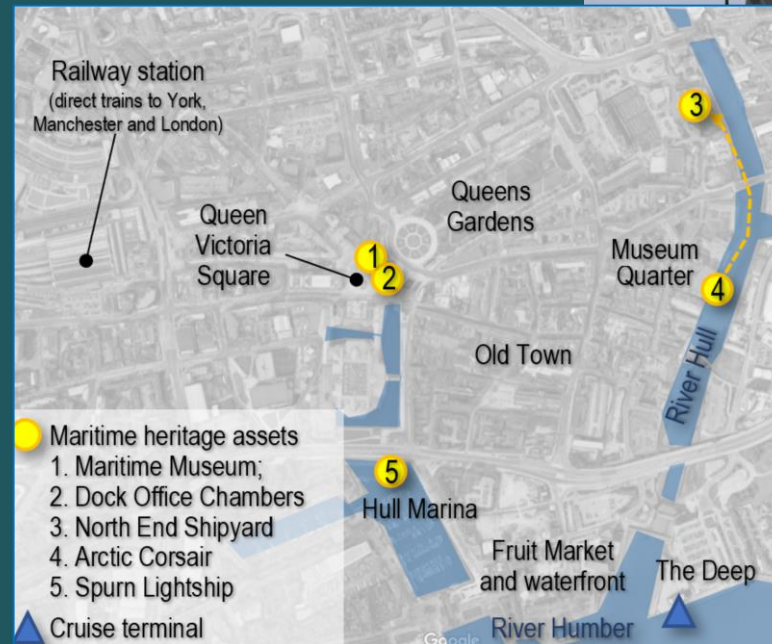 Railway station
(direct trains to York,
Manchester and London)
3
Queens
Gardens
Queen
Victoria
Square
1
2
Museum
Quarter
4
Old Town
River Hull
Maritime heritage assets
1. Maritime Museum;
2. Dock Office Chambers
3. North End Shipyard
4. Arctic Corsair
5. Spurn Lightship
Cruise terminal
5
Hull Marina
Fruit Market
and waterfront
The Deep
River Humber
Google